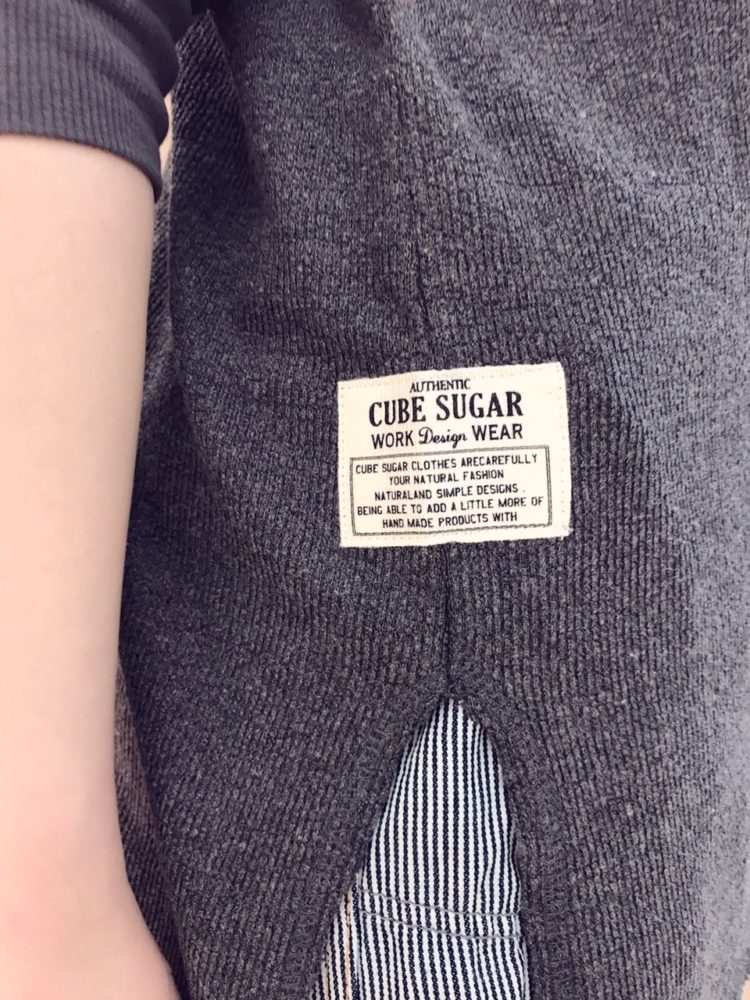 AUTHENTIC
CUBE SUGAR
WORK Design WEAR
CUBE SUGAR CLOTHES ARECAREFULLY
YOUR NATURAL FASHION
NATURALAND SIMPLE DESIGNS .
BEING ABLE TO ADD A LITTLE MORE OF
HAND MADE PRODUCTS WITH